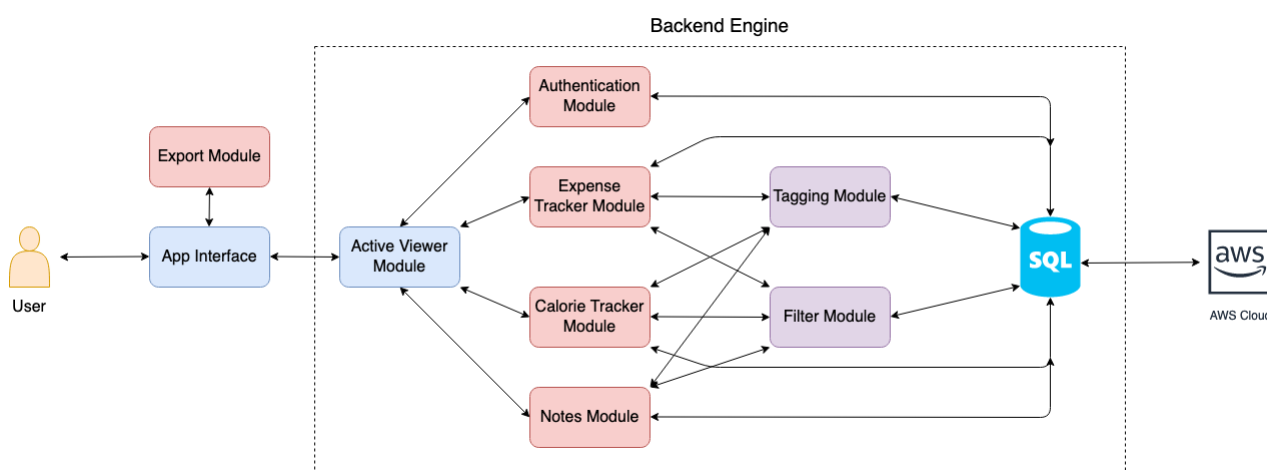 Backend Engine
Authentication
Module
Export Module
Expense
Tracker Module
Tagging Module
User
App Interface
Active Viewer
Module
SQL
aws
AWS Cloud
Calorie Tracker
Module
Filter Module
Notes Module